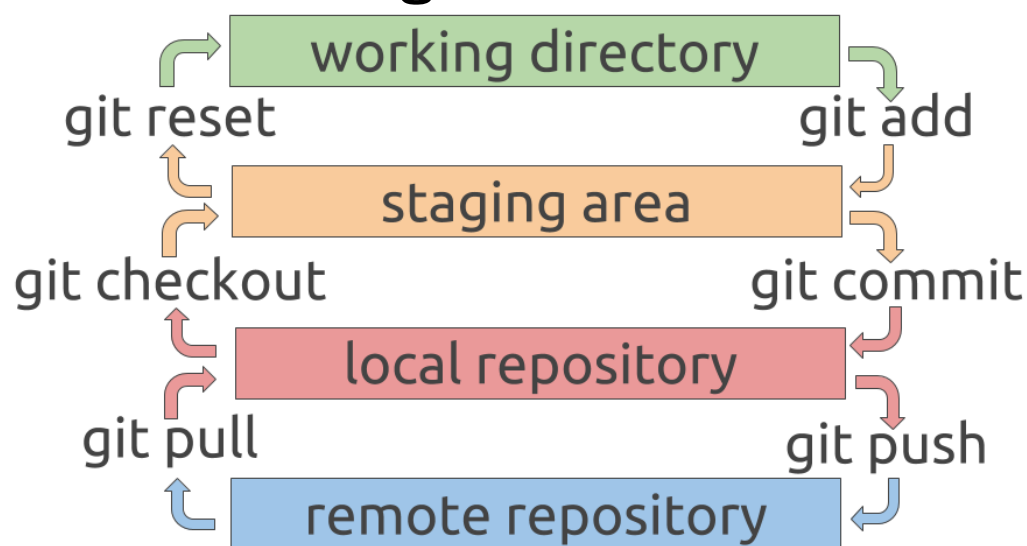 working directory
git reset
git add
staging area
git checkout
git commit
local repository
git pull
git push
remote repository